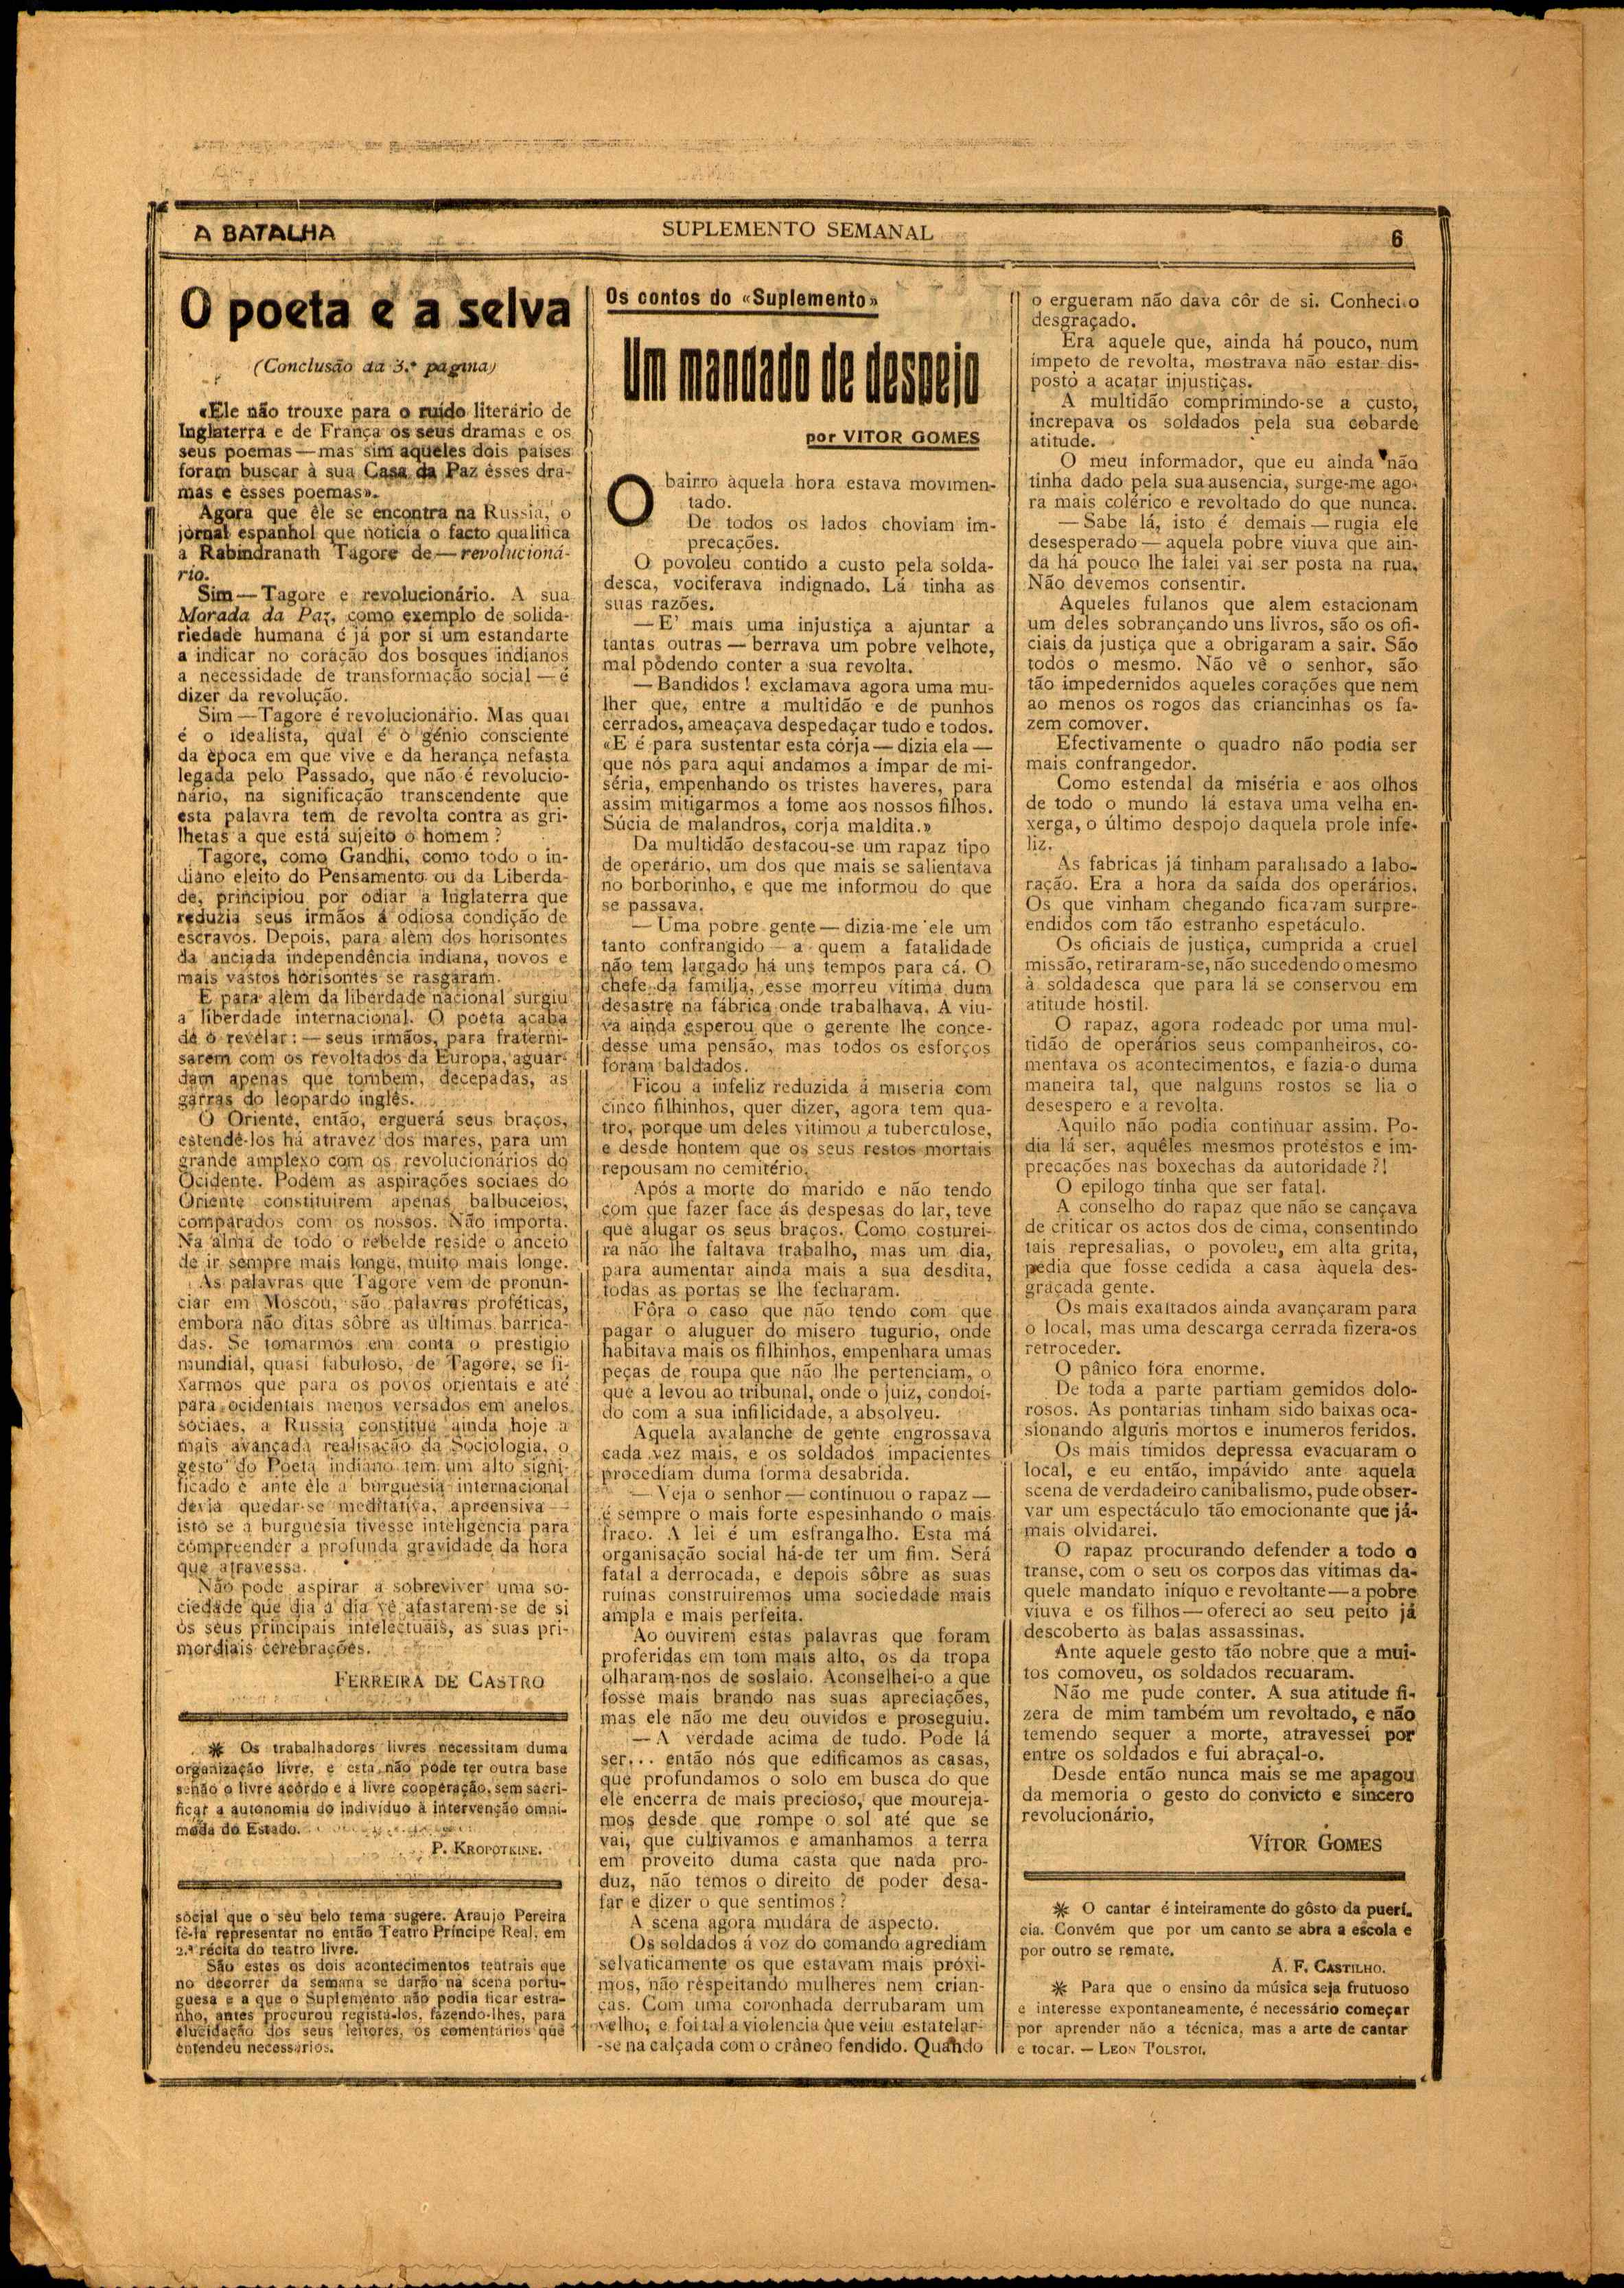 A BATALHA
SUPLEMENTO SEMANAL
6
O poeta e a selva
(Conclusão da 3.ª pagina)
«Ele não trouxe para o ruído literário de
Inglaterra e de França os seus dramas e os
seus poemas — mas sim aqueles dois paises
foram buscar à sua Casa da Paz êsses dra-
mas e esses poemas».
Agora que êle se encontra na Russia, o
jornal espanhol que noticia o facto qualifica
a Rabindranath Tagore de — revolucioná-
rio.
Sim — Tagore e revolucionário. A sua
Morada da Paz, como exemplo de solida-
riedade humana é já por si um estandarte
a indicar no coração dos bosques indianos
a necessidade de transformação social — é
dizer da revolução.
Sim — Tagore é revolucionário. Mas qual
é o idealista, qual é o génio consciente
da época em que vive e da herança nefasta
legada pelo Passado, que não é revolucio-
nário, na significação transcendente que
esta palavra tem de revolta contra as gri-
lhetas a que está sujeito o homem?
Tagore, como Gandhi, como todo o in-
diano eleito do Pensamento ou da Liberda-
de, principiou por odiar a Inglaterra que
reduzia seus irmãos á odiosa condição de
escravos. Depois, para além dos horisontes
da anciada independência indiana, novos e
mais vastos horisontes se rasgaram.
E para além da liberdade nacional surgiu
a liberdade internacional. O poeta acaba
de o revelar: — seus irmãos, para fraterni-
sarem com os revoltados da Europa, aguar-
dam apenas que tombem, decepadas, as
garras do leopardo inglês.
O Oriente, então, erguerá seus braços,
estendê-los há atravez dos mares, para um
grande amplexo com os revolucionários do
Ocidente. Podem as aspirações sociaes do
Oriente constituirem apenas balbuceios,
comparados com os nossos. Não importa.
Na alma de todo o rebelde reside o anceio
de ir sempre mais longe, muito mais longe.
As palavras que Tagore vem de pronun-
ciar em Moscou, são palavras proféticas,
embora não ditas sôbre as últimas barrica-
das. Se tomarmos em conta o prestigio
mundial, quasi fabuloso, de Tagore, se fi-
xarmos que para os povos orientais e até
para ocidentais menos versados em anelos
sociaes, a Russia constitue ainda hoje a
mais avançada realisação da Sociologia, o
gesto do Poeta indiano tem um alto signi-
ficado e ante êle a burguesia internacional
devia quedar-se meditativa, apreensiva —
isto se a burguesia tivesse inteligência para
compreender a profunda gravidade da hora
que atravessa.
Não pode aspirar a sobreviver uma so-
ciedade que dia a dia vê afastarem-se de si
os seus principais intelectuais, as suas pri-
mordiais cerebrações.
FERREIRA DE CASTRO
* Os trabalhadores livres necessitam duma
organização livre, e esta não pode ter outra base
senão o livre acôrdo e a livre cooperação, sem sacri-
ficar a autonomia do indivíduo à intervenção omni-
moda do Estado.
P. KROPOTKINE.
social que o seu belo tema sugere. Araujo Pereira
fê-la representar no então Teatro Príncipe Real, em
2.ª récita do teatro livre.
São estes os dois acontecimentos teatrais que
no decorrer da semana se darão na scena portu-
guesa e a que o Suplemento não podia ficar estra-
nho, antes procurou registá-los, fazendo-lhes, para
elucidação dos seus leitores, os comentários que
entendeu necessarios.
Os contos do «Suplemento»
Um mandado de despejo
por VITOR GOMES
O bairro àquela hora estava movimen-
tado.
De todos os lados choviam im-
precações.
O povoleu contido a custo pela solda-
desca, vociferava indignado. Lá tinha as
suas razões.
— E' mais uma injustiça a ajuntar a
tantas outras — berrava um pobre velhote,
mal pôdendo conter a sua revolta.
— Bandidos! exclamava agora uma mu-
lher que, entre a multidão e de punhos
cerrados, ameaçava despedaçar tudo e todos.
«E é para sustentar esta côrja — dizia ela —
que nós para aqui andamos a impar de mi-
séria, empenhando os tristes haveres, para
assim mitigarmos a fome aos nossos filhos.
Súcia de malandros, corja maldita.»
Da multidão destacou-se um rapaz tipo
de operário, um dos que mais se salientava
no borborinho, e que me informou do que
se passava.
— Uma pobre gente — dizia-me ele um
tanto confrangido — a quem a fatalidade
não tem largado há uns tempos para cá. O
chefe da família, esse morreu vitima dum
desastre na fábrica onde trabalhava. A viu-
va ainda esperou que o gerente lhe conce-
desse uma pensão, mas todos os esforços
foram baldados.
Ficou a infeliz reduzida á miseria com
cinco filhinhos, quer dizer, agora tem qua-
tro, porque um deles vitimou a tuberculose,
e desde hontem que os seus restos mortais
repousam no cemitério.
Após a morte do marido e não tendo
com que fazer face ás despesas do lar, teve
que alugar os seus braços. Como costurei-
ra não lhe faltava trabalho, mas um dia,
para aumentar ainda mais a sua desdita,
todas as portas se lhe fecharam.
Fôra o caso que não tendo com que
pagar o aluguer do misero tugurio, onde
habitava mais os filhinhos, empenhara umas
peças de roupa que não lhe pertenciam, o
que a levou ao tribunal, onde o juiz, condoí-
do com a sua infilicidade, a absolveu.
Aquela avalanche de gente engrossava
cada vez mais, e os soldados impacientes
procediam duma forma desabrida.
— Veja o senhor — continuou o rapaz —
é sempre o mais forte espesinhando o mais
fraco. A lei é um esfrangalho. Esta má
organisação social há-de ter um fim. Será
fatal a derrocada, e depois sôbre as suas
ruínas construiremos uma sociedade mais
ampla e mais perfeita.
Ao ouvirem estas palavras que foram
proferidas em tom mais alto, os da tropa
olharam-nos de soslaio. Aconselhei-o a que
fosse mais brando nas suas apreciações,
mas ele não me deu ouvidos e proseguiu.
— A verdade acima de tudo. Pode lá
ser... então nós que edificamos as casas,
que profundamos o solo em busca do que
ele encerra de mais precioso, que moureja-
mos desde que rompe o sol até que se
vai, que cultivamos e amanhamos a terra
em proveito duma casta que nada pro-
duz, não temos o direito de poder desa-
far e dizer o que sentimos?
A scena agora mudára de aspecto.
Os soldados á voz do comando agrediam
selvaticamente os que estavam mais próxi-
mos, não respeitando mulheres nem crian-
ças. Com uma coronhada derrubaram um
velho, e foi tal a violencia que veiu estatelar-
-se na calçada com o crâneo fendido. Quando
o ergueram não dava côr de si. Conheci o
desgraçado.
Era aquele que, ainda há pouco, num
ímpeto de revolta, mostrava não estar dis-
posto a acatar injustiças.
A multidão comprimindo-se a custo,
increpava os soldados pela sua cobarde
atitude.
O meu informador, que eu ainda não
tinha dado pela sua ausencia, surge-me ago-
ra mais colérico e revoltado do que nunca.
— Sabe lá, isto é demais — rugia ele
desesperado — aquela pobre viuva que ain-
da há pouco lhe falei vai ser posta na rua.
Não devemos consentir.
Aqueles fulanos que alem estacionam
um deles sobrançando uns livros, são os ofi-
ciais da justiça que a obrigaram a sair. São
todos o mesmo. Não vê o senhor, são
tão impedernidos aqueles corações que nem
ao menos os rogos das criancinhas os fa-
zem comover.
Efectivamente o quadro não podia ser
mais confrangedor.
Como estendal da miséria e aos olhos
de todo o mundo lá estava uma velha en-
xerga, o último despojo daquela prole infe-
liz.
As fabricas já tinham paralisado a labo-
ração. Era a hora da saída dos operários.
Os que vinham chegando ficavam surpre-
endidos com tão estranho espetáculo.
Os oficiais de justiça, cumprida a cruel
missão, retiraram-se, não sucedendo o mesmo
à soldadesca que para lá se conservou em
atitude hostil.
O rapaz, agora rodeado por uma mul-
tidão de operários seus companheiros, co-
mentava os acontecimentos, e fazia-o duma
maneira tal, que nalguns rostos se lia o
desespero e a revolta.
Aquilo não podia continuar assim. Po-
dia lá ser, aquêles mesmos protestos e im-
precações nas boxechas da autoridade?!
O epilogo tinha que ser fatal.
A conselho do rapaz que não se cançava
de criticar os actos dos de cima, consentindo
tais represalias, o povoleu, em alta grita,
pedia que fosse cedida a casa àquela des-
graçada gente.
Os mais exaltados ainda avançaram para
o local, mas uma descarga cerrada fizera-os
retroceder.
O pânico fôra enorme.
De toda a parte partiam gemidos dolo-
rosos. As pontarias tinham sido baixas oca-
sionando alguns mortos e inumeros feridos.
Os mais timidos depressa evacuaram o
local, e eu então, impávido ante aquela
scena de verdadeiro canibalismo, pude obser-
var um espectáculo tão emocionante que já-
mais olvidarei.
O rapaz procurando defender a todo o
transe, com o seu os corpos das vítimas da-
quele mandato iníquo e revoltante — a pobre
viuva e os filhos — ofereci ao seu peito já
descoberto às balas assassinas.
Ante aquele gesto tão nobre que a mui-
tos comoveu, os soldados recuaram.
Não me pude conter. A sua atitude fi-
zera de mim também um revoltado, e não
temendo sequer a morte, atravessei por
entre os soldados e fui abraçal-o.
Desde então nunca mais se me apagou
da memoria o gesto do convicto e sincero
revolucionário,
VÍTOR GOMES
* O cantar é inteiramente do gôsto da puerí-
cia. Convém que por um canto se abra a escola e
por outro se remate.
A. F. CASTILHO.
* Para que o ensino da música seja frutuoso
e interesse expontaneamente, é necessário começar
por aprender não a técnica, mas a arte de cantar
e tocar. — LEON TOLSTOI.